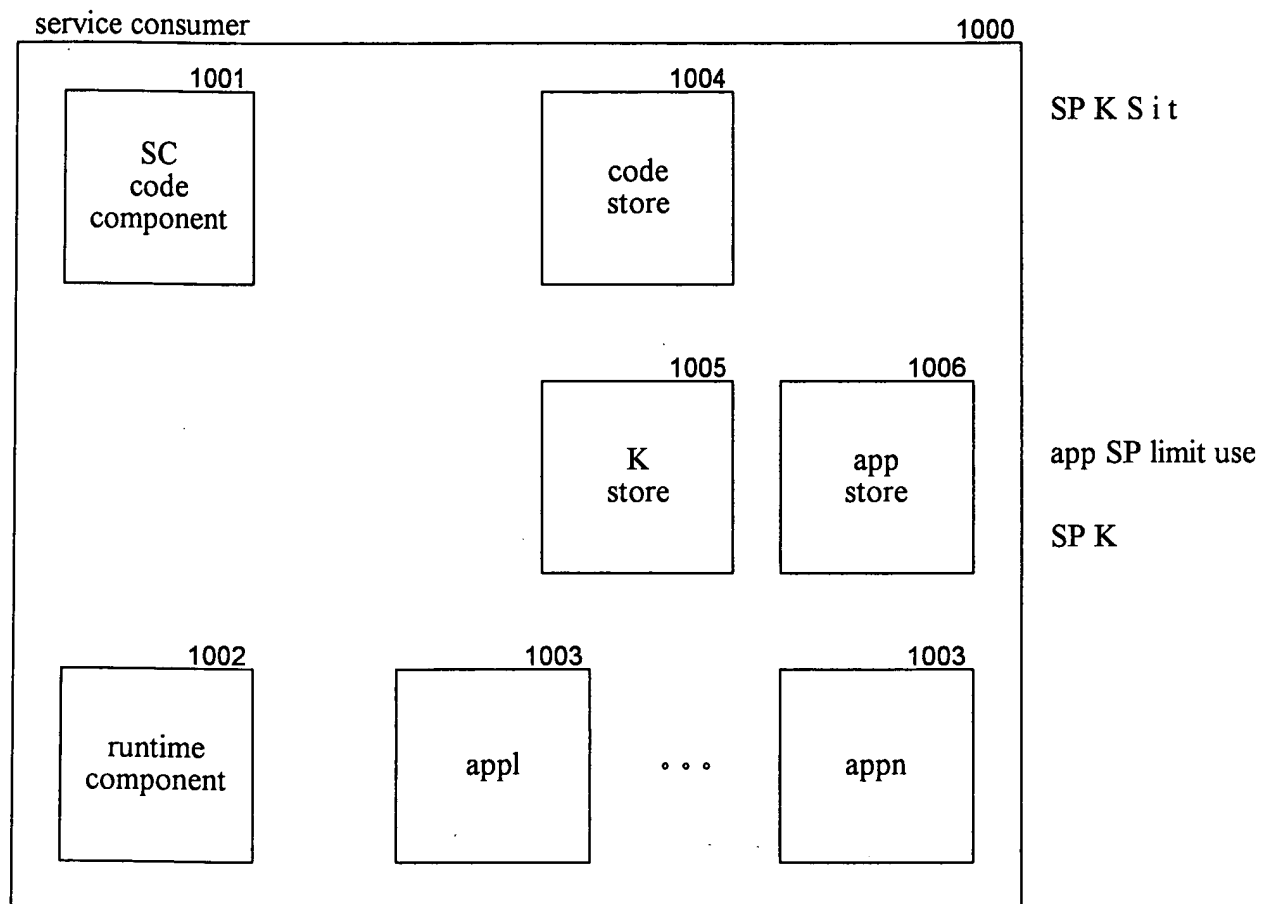 service consumer 1000
1001
SC
code
component
1004
code
store
SP K S i t
1005
K
store
1006
app
store
app SP limit use
SP K
1002
runtime
component
1003
appl
° ° °
1003
appn